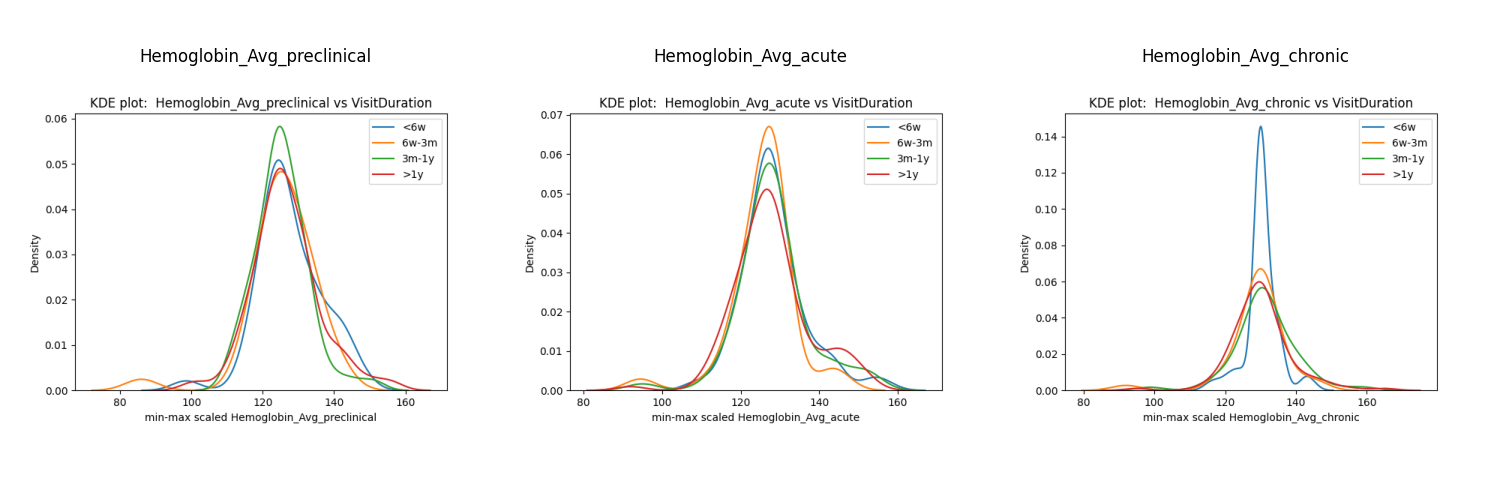 Hemoglobin_Avg_preclinical
KDE plot:  Hemoglobin_Avg_preclinical vs VisitDuration
0.06
0.05
0.04
0.03
0.02
0.01
0.00
Density
<6w
6w-3m
3m-1y
>1y
80 100 120 140 160
min-max scaled Hemoglobin_Avg_preclinical
Hemoglobin_Avg_acute
KDE plot:  Hemoglobin_Avg_acute vs VisitDuration
0.07
0.06
0.05
0.04
0.03
0.02
0.01
0.00
Density
<6w
6w-3m
3m-1y
>1y
80 100 120 140 160
min-max scaled Hemoglobin_Avg_acute
Hemoglobin_Avg_chronic
KDE plot:  Hemoglobin_Avg_chronic vs VisitDuration
0.14
0.12
0.10
0.08
0.06
0.04
0.02
0.00
Density
<6w
6w-3m
3m-1y
>1y
80 100 120 140 160
min-max scaled Hemoglobin_Avg_chronic